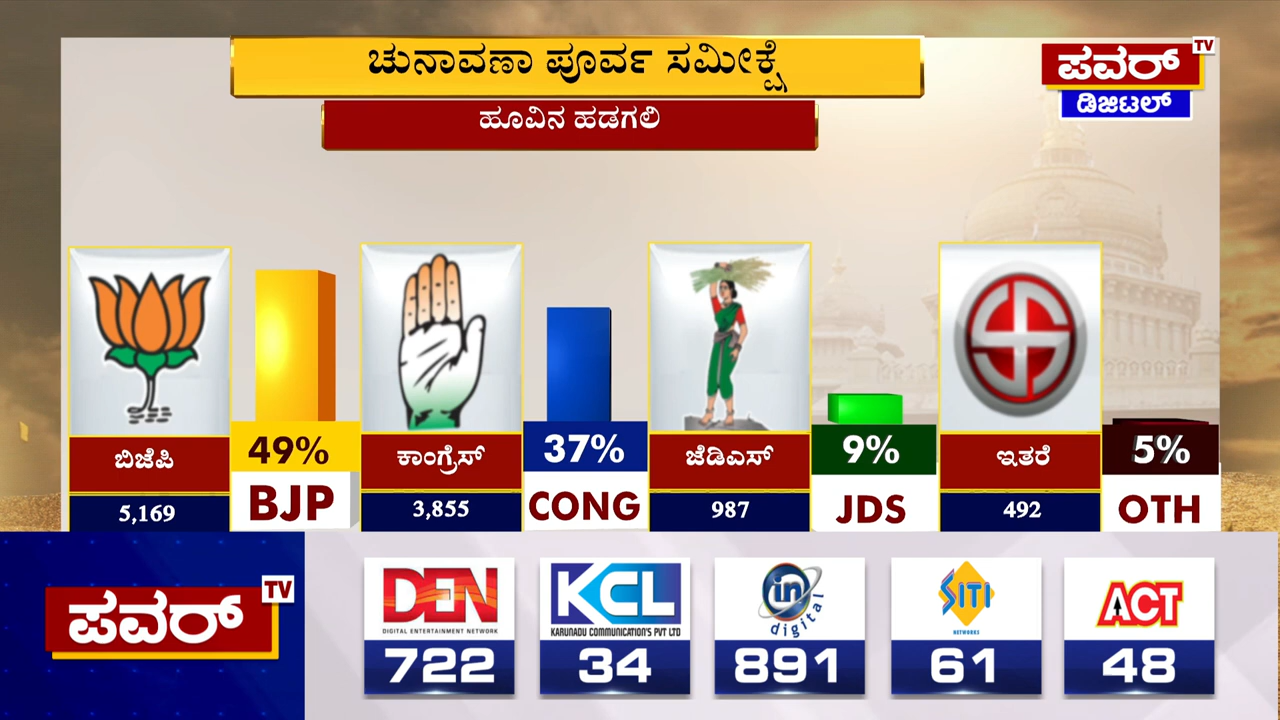 ಚುನಾವಣಾ ಪೂರ್ವ ಸಮೀಕ್ಷೆ
ಹೂವಿನ ಹಡಗಲಿ
ಪವರ್ TV
ಡಿಜಿಟಲ್
ಬಿಜೆಪಿ 49% ಕಾಂಗ್ರೆಸ್ 37% ಜೆಡಿಎಸ್ 9% ಇತರೆ 5%
5,169 BJP 3,855 CONG 987 JDS 492 OTH
ಪವರ್ TV
DEN KCL in digital SITI ACT
DIGITAL ENTERTAINMENT NETWORK KARUNADU COMMUNICATION'S PVT LTD NETWORKS
722 34 891 61 48